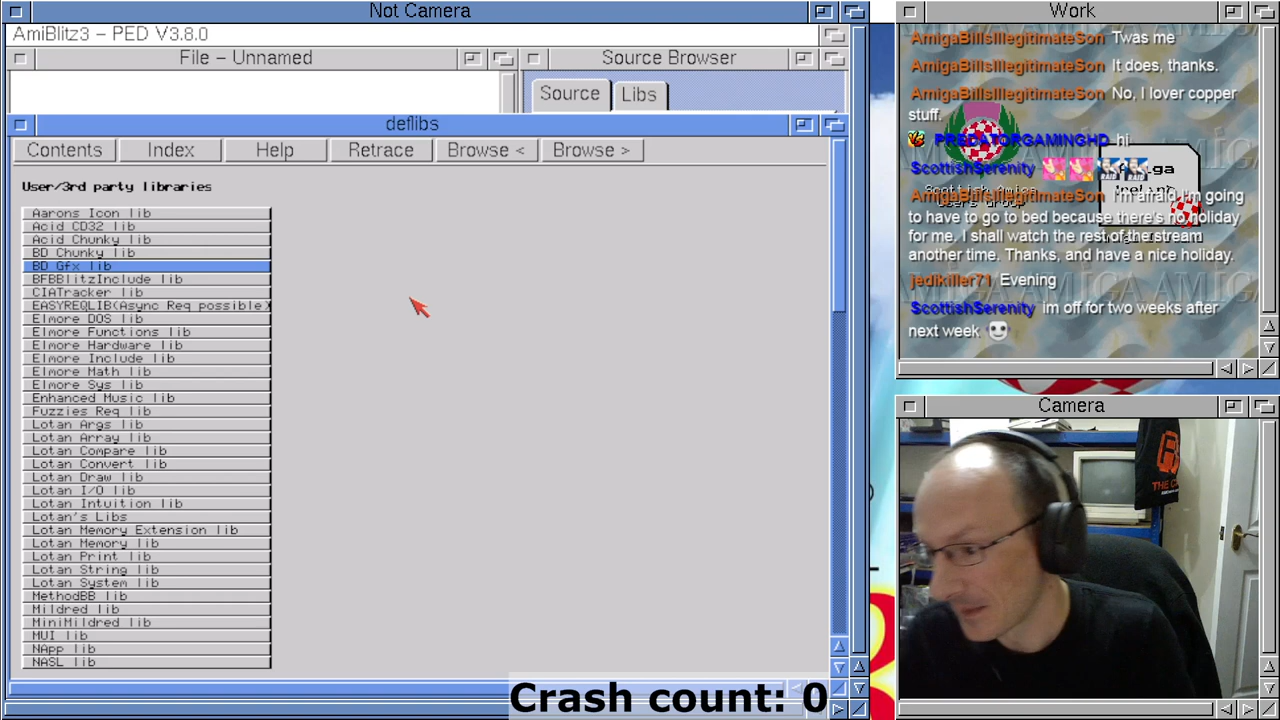 Not Camera
AmiBlitz3 – PED V3.8.0
File – Unnamed
Source Browser
Source
Libs
deflibs
Contents
Index
Help
Retrace
Browse <
Browse >
User/3rd party libraries
Aarons Icon lib
Acid CD32 lib
Acid Chunky lib
BD Chunky lib
BD Gfx lib
BFBBlitzInclude lib
CIATracker lib
EASYREQLIB(Async Req possible)
Elmore DOS lib
Elmore Functions lib
Elmore Hardware lib
Elmore Include lib
Elmore Math lib
Elmore Sys lib
Enhanced Music lib
Fuzzies Req lib
Lotan Args lib
Lotan Array lib
Lotan Compare lib
Lotan Convert lib
Lotan Draw lib
Lotan I/O lib
Lotan Intuition lib
Lotan's Libs
Lotan Memory Extension lib
Lotan Memory lib
Lotan Print lib
Lotan String lib
Lotan System lib
MethodBB lib
Mildred lib
MiniMildred lib
MUI lib
NApp lib
NASL lib
Crash count: 0
Work
AmigaBillsIllegitimateSon Twas me
AmigaBillsIllegitimateSon It does, thanks.
AmigaBillsIllegitimateSon No, I lover copper
stuff.
PREDATORGAMINGHD hi
ScottishSerenity
AmigaBillsIllegitimateSon I'm afraid I'm going
to have to go to bed because there's no holiday
for me. I shall watch the rest of the stream
another time. Thanks, and have a nice holiday.
jedikiller71 Evening
ScottishSerenity im off for two weeks after
next week
Camera